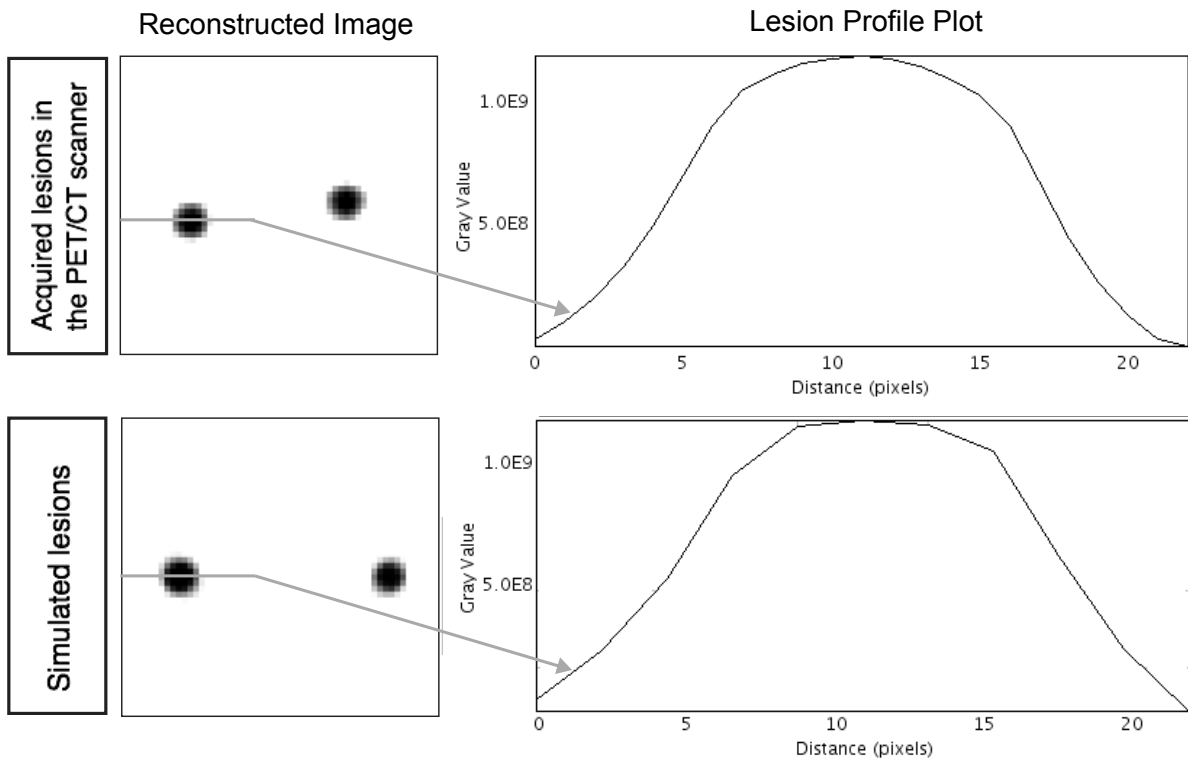 Reconstructed Image
Lesion Profile Plot
Acquired lesions in
the PET/CT scanner
1.0E9
5.0E8
Gray Value
0 5 10 15 20
Distance (pixels)
Simulated lesions
1.0E9
5.0E8
Gray Value
0 5 10 15 20
Distance (pixels)